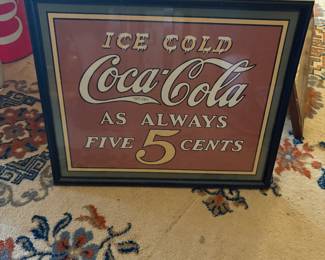 ICE COLD
Coca-Cola
AS ALWAYS
FIVE 5 CENTS